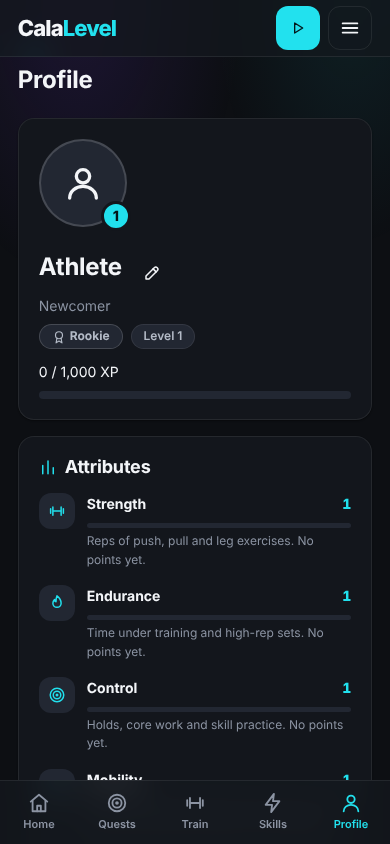 CalaLevel
Profile
1
Athlete
Newcomer
Rookie
Level 1
0 / 1,000 XP
Attributes
Strength 1
Reps of push, pull and leg exercises. No
points yet.
Endurance 1
Time under training and high-rep sets. No
points yet.
Control 1
Holds, core work and skill practice. No points
yet.
Mobility 1
Home Quests Train Skills Profile